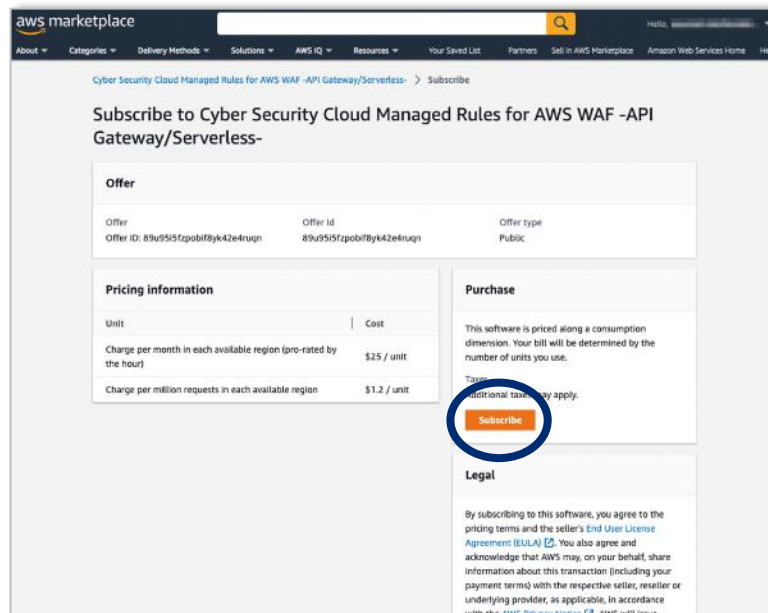 aws marketplace
Hello,
About
Categories
Delivery Methods
Solutions
AWS IQ
Resources
Your Saved List
Partners
Sell in AWS Marketplace
Amazon Web Services Home
Cyber Security Cloud Managed Rules for AWS WAF -API Gateway/Serverless- > Subscribe
Subscribe to Cyber Security Cloud Managed Rules for AWS WAF -API
Gateway/Serverless-
Offer
Offer
Offer ID: 89u95i5fzpobif8yk42e4ruqn
Offer Id
89u95i5fzpobif8yk42e4ruqn
Offer type
Public
Pricing information
Unit
Cost
Charge per month in each available region (pro-rated by
the hour)
$25 / unit
Charge per million requests in each available region
$1.2 / unit
Purchase
This software is priced along a consumption
dimension. Your bill will be determined by the
number of units you use.
Taxes
Additional taxes may apply.
Subscribe
Legal
By subscribing to this software, you agree to the
pricing terms and the seller's End User License
Agreement (EULA). You also agree and
acknowledge that AWS may, on your behalf, share
information about this transaction (including your
payment terms) with the respective seller, reseller or
underlying provider, as applicable, in accordance
with the AWS Privacy Notice. AWS will issue